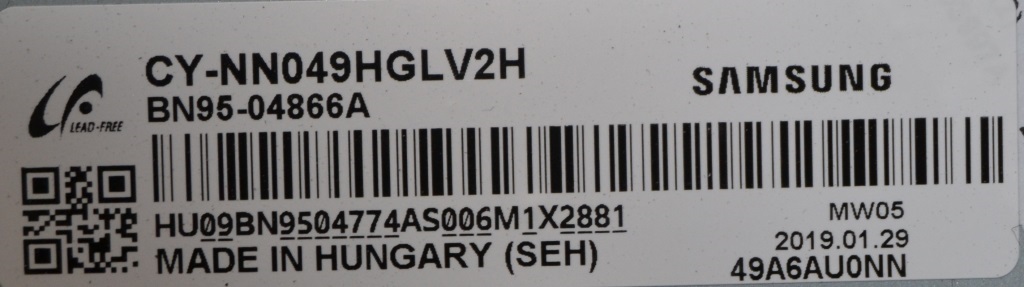 CY-NN049HGLV2H
SAMSUNG
BN95-04866A
LEAD-FREE
HU09BN9504774AS006M1X2881
MW05
2019.01.29
MADE IN HUNGARY (SEH)
49A6AU0NN